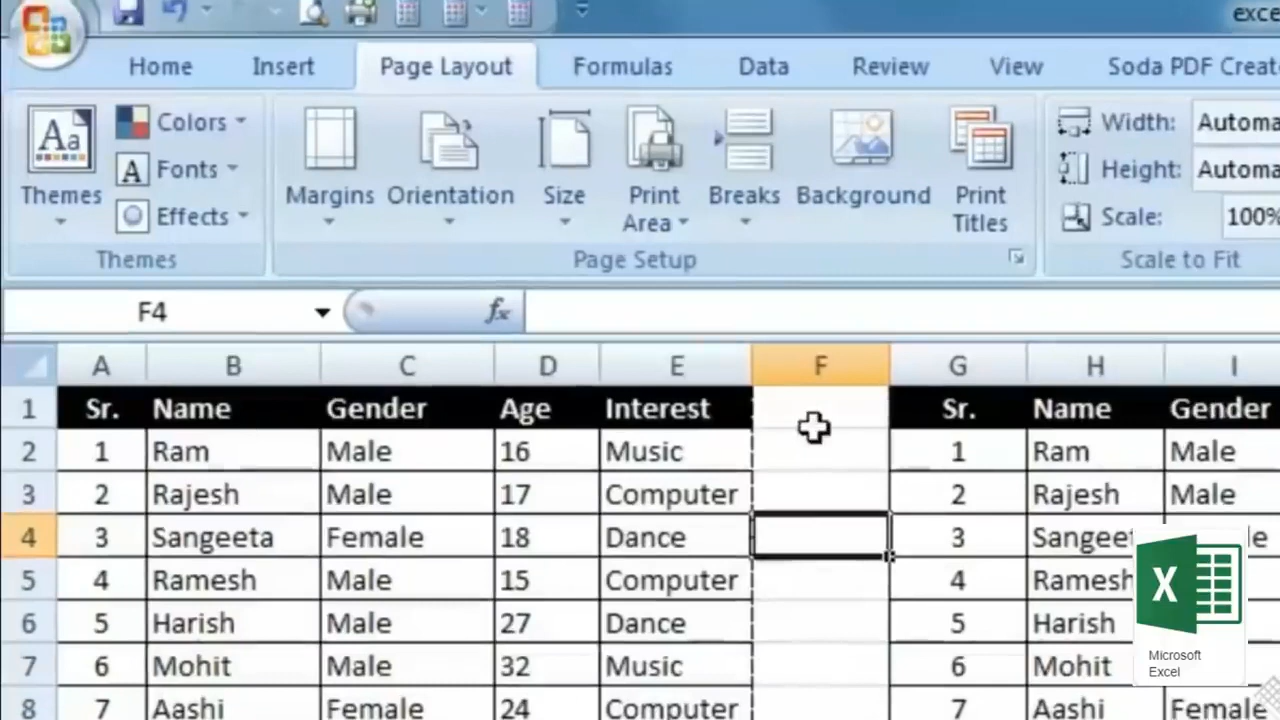 exce
Home Insert Page Layout Formulas Data Review View Soda PDF Creat
Aa Colors Width: Automa
A Fonts Height: Automa
Themes Effects Margins Orientation Size Print Area Breaks Background Print Titles Scale: 100%
Themes Page Setup Scale to Fit
F4 fx
A B C D E F G H I
1 Sr. Name Gender Age Interest Sr. Name Gender
2 1 Ram Male 16 Music 1 Ram Male
3 2 Rajesh Male 17 Computer 2 Rajesh Male
4 3 Sangeeta Female 18 Dance 3 Sangeet e
5 4 Ramesh Male 15 Computer 4 Ramesh
6 5 Harish Male 27 Dance 5 Harish
7 6 Mohit Male 32 Music 6 Mohit
8 7 Aashi Female 24 Computer 7 Aashi Female
X
Microsoft
Excel